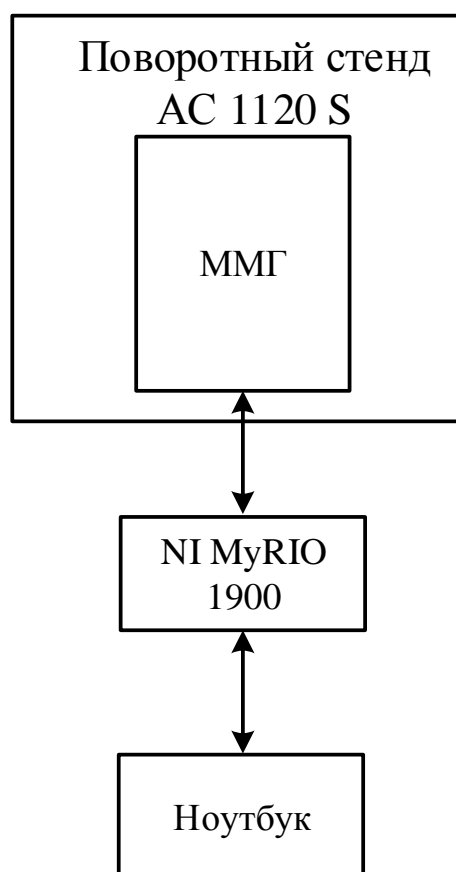 Поворотный стенд
AC 1120 S
ММГ
NI MyRIO
1900
Ноутбук